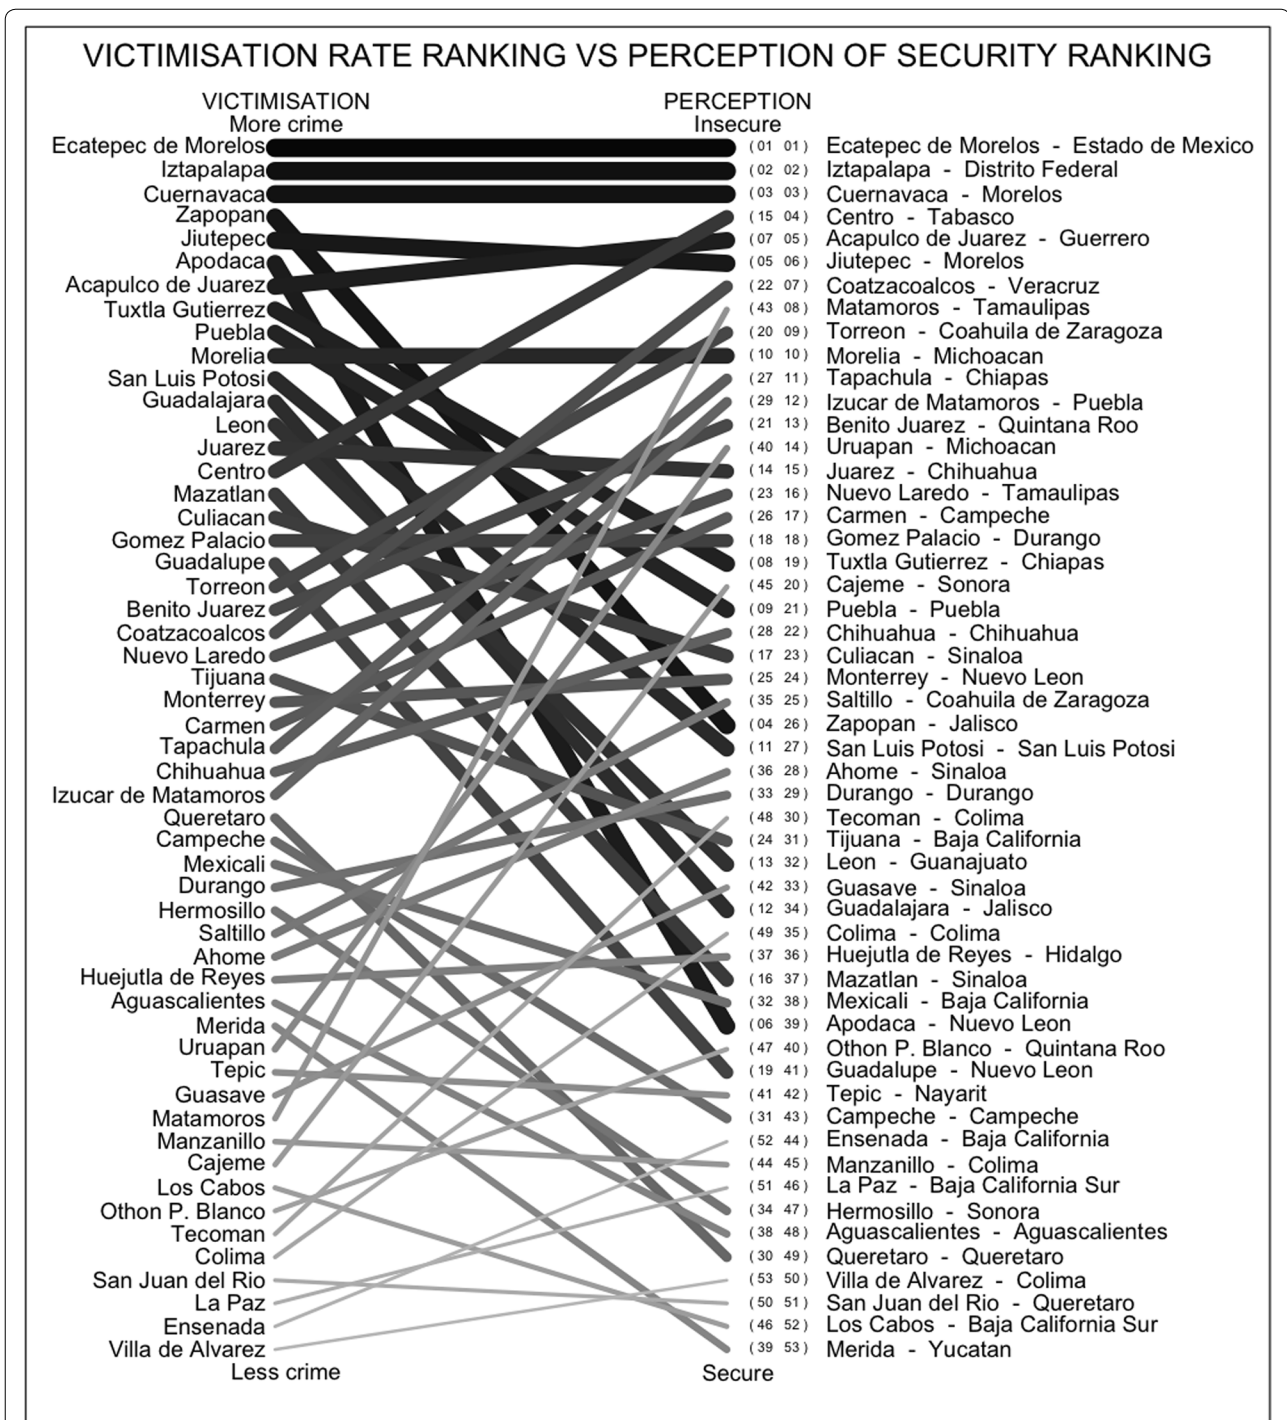 VICTIMISATION RATE RANKING VS PERCEPTION OF SECURITY RANKING
VICTIMISATION PERCEPTION
More crime Insecure
Ecatepec de Morelos (01 01) Ecatepec de Morelos - Estado de Mexico
Iztapalapa (02 02) Iztapalapa - Distrito Federal
Cuernavaca (03 03) Cuernavaca - Morelos
Zapopan (15 04) Centro - Tabasco
Jiutepec (07 05) Acapulco de Juarez - Guerrero
Apodaca (05 06) Jiutepec - Morelos
Acapulco de Juarez (22 07) Coatzacoalcos - Veracruz
Tuxtla Gutierrez (43 08) Matamoros - Tamaulipas
Puebla (20 09) Torreon - Coahuila de Zaragoza
Morelia (10 10) Morelia - Michoacan
San Luis Potosi (27 11) Tapachula - Chiapas
Guadalajara (29 12) Izucar de Matamoros - Puebla
Leon (21 13) Benito Juarez - Quintana Roo
Juarez (40 14) Uruapan - Michoacan
Centro (14 15) Juarez - Chihuahua
Mazatlan (23 16) Nuevo Laredo - Tamaulipas
Culiacan (26 17) Carmen - Campeche
Gomez Palacio (18 18) Gomez Palacio - Durango
Guadalupe (08 19) Tuxtla Gutierrez - Chiapas
Torreon (45 20) Cajeme - Sonora
Benito Juarez (09 21) Puebla - Puebla
Coatzacoalcos (28 22) Chihuahua - Chihuahua
Nuevo Laredo (17 23) Culiacan - Sinaloa
Tijuana (25 24) Monterrey - Nuevo Leon
Monterrey (35 25) Saltillo - Coahuila de Zaragoza
Carmen (04 26) Zapopan - Jalisco
Tapachula (11 27) San Luis Potosi - San Luis Potosi
Chihuahua (36 28) Ahome - Sinaloa
Izucar de Matamoros (33 29) Durango - Durango
Queretaro (48 30) Tecoman - Colima
Campeche (24 31) Tijuana - Baja California
Mexicali (13 32) Leon - Guanajuato
Durango (42 33) Guasave - Sinaloa
Hermosillo (12 34) Guadalajara - Jalisco
Saltillo (49 35) Colima - Colima
Ahome (37 36) Huejutla de Reyes - Hidalgo
Huejutla de Reyes (16 37) Mazatlan - Sinaloa
Aguascalientes (32 38) Mexicali - Baja California
Merida (06 39) Apodaca - Nuevo Leon
Uruapan (47 40) Othon P. Blanco - Quintana Roo
Tepic (19 41) Guadalupe - Nuevo Leon
Guasave (41 42) Tepic - Nayarit
Matamoros (31 43) Campeche - Campeche
Manzanillo (52 44) Ensenada - Baja California
Cajeme (44 45) Manzanillo - Colima
Los Cabos (51 46) La Paz - Baja California Sur
Othon P. Blanco (34 47) Hermosillo - Sonora
Tecoman (38 48) Aguascalientes - Aguascalientes
Colima (30 49) Queretaro - Queretaro
San Juan del Rio (53 50) Villa de Alvarez - Colima
La Paz (50 51) San Juan del Rio - Queretaro
Ensenada (46 52) Los Cabos - Baja California Sur
Villa de Alvarez (39 53) Merida - Yucatan
Less crime Secure